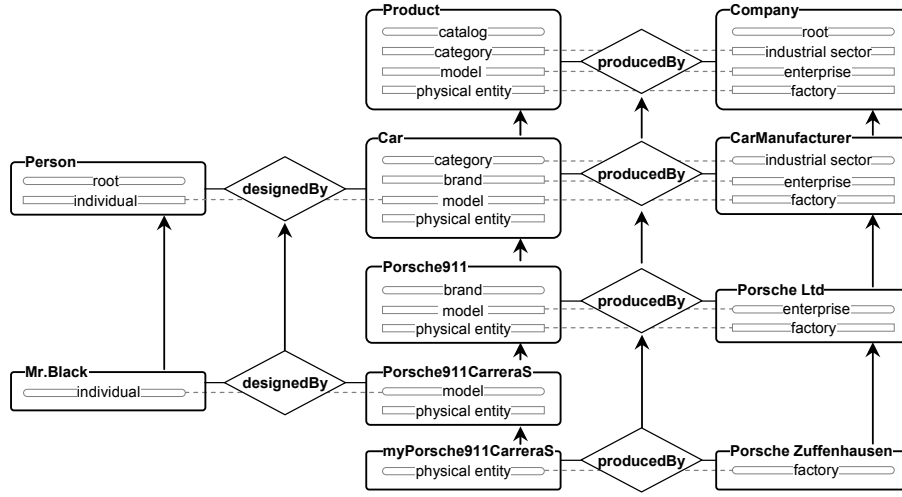 Product
catalog
category
model
physical entity
producedBy
Company
root
industrial sector
enterprise
factory
Person
root
individual
designedBy
Car
category
brand
model
physical entity
producedBy
CarManufacturer
industrial sector
enterprise
factory
Porsche911
brand
model
physical entity
producedBy
Porsche Ltd
enterprise
factory
Mr.Black
individual
designedBy
Porsche911CarreraS
model
physical entity
myPorsche911CarreraS
physical entity
producedBy
Porsche Zuffenhausen
factory